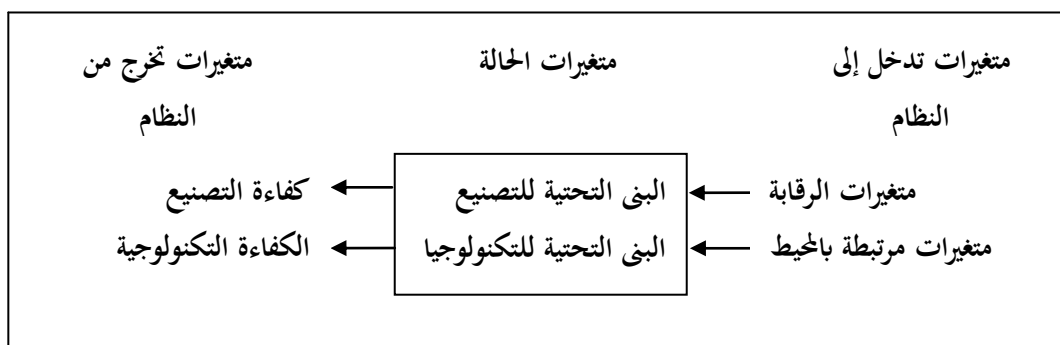 متغيرات تدخل إلى
النظام
متغيرات الحالة
متغيرات تخرج من
النظام
متغيرات الرقابة
متغيرات مرتبطة بالمحيط
البنى التحتية للتصنيع
البنى التحتية للتكنولوجيا
كفاءة التصنيع
الكفاءة التكنولوجية